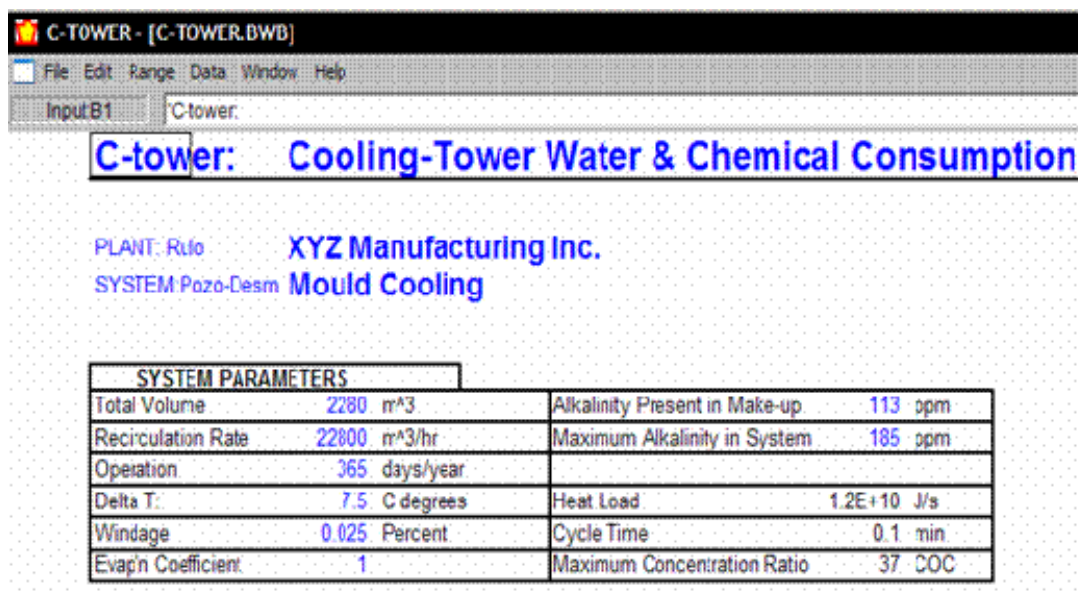 C-TOWER - [C-TOWER.BWB]
File Edit Range Data Window Help
Input:B1 'C-tower:
C-tower: Cooling-Tower Water & Chemical Consumption
PLANT: Rulo XYZ Manufacturing Inc.
SYSTEM:Pozo-Desm Mould Cooling
SYSTEM PARAMETERS
Total Volume 2280 m^3 Alkalinity Present in Make-up 113 ppm
Recirculation Rate 22800 m^3/hr Maximum Alkalinity in System 185 ppm
Operation 365 days/year
Delta T: 7.5 C degrees Heat Load 1.2E+10 J/s
Windage 0.025 Percent Cycle Time 0.1 min
Evap'n Coefficient 1 Maximum Concentration Ratio 37 COC